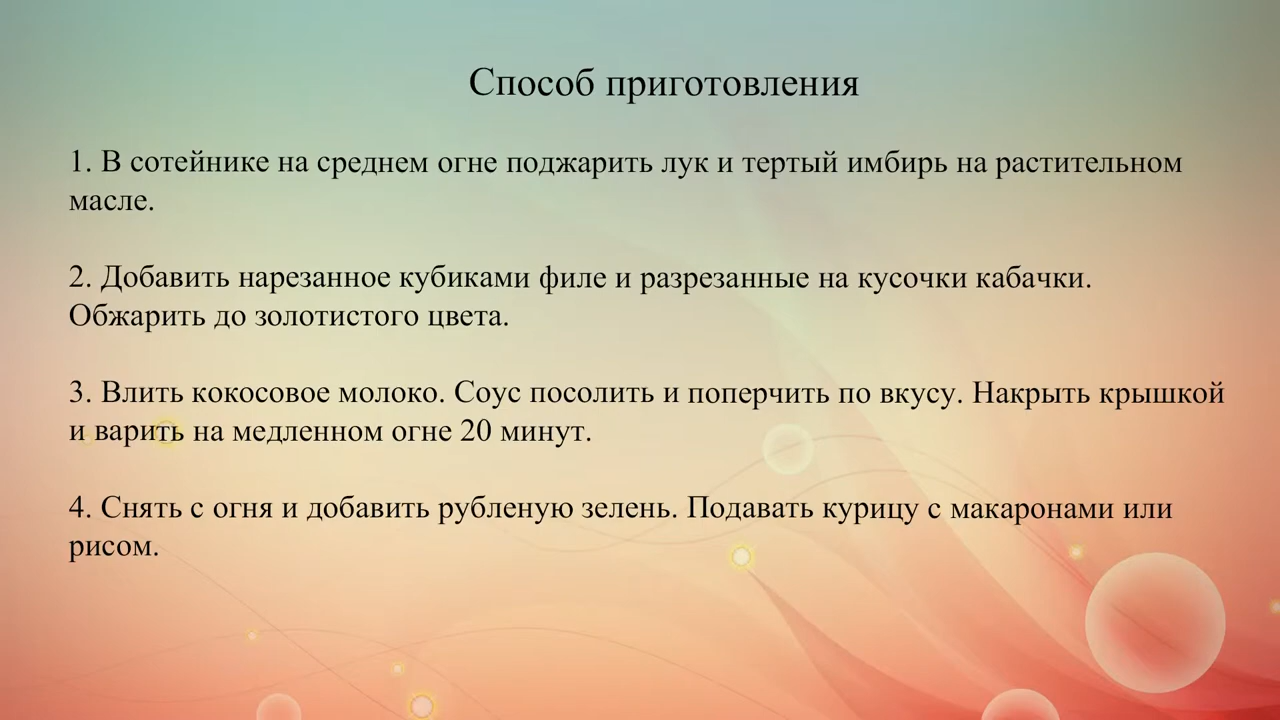 Способ приготовления
1. В сотейнике на среднем огне поджарить лук и тертый имбирь на растительном
масле.
2. Добавить нарезанное кубиками филе и разрезанные на кусочки кабачки.
Обжарить до золотистого цвета.
3. Влить кокосовое молоко. Соус посолить и поперчить по вкусу. Накрыть крышкой
и варить на медленном огне 20 минут.
4. Снять с огня и добавить рубленую зелень. Подавать курицу с макаронами или
рисом.